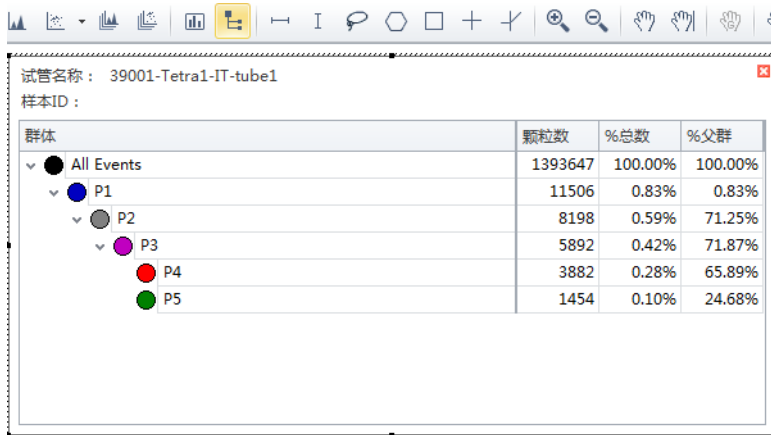 试管名称： 39001-Tetra1-IT-tube1
样本ID：
群体 颗粒数 %总数 %父群
All Events 1393647 100.00% 100.00%
P1 11506 0.83% 0.83%
P2 8198 0.59% 71.25%
P3 5892 0.42% 71.87%
P4 3882 0.28% 65.89%
P5 1454 0.10% 24.68%